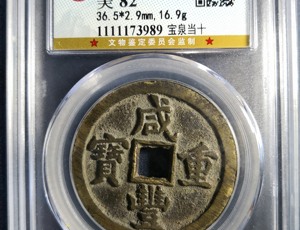 美 82
36.5*2.9mm, 16.9g
1111173989 宝泉当十
★文物鉴定委员会监制★
咸
寶 重
豐